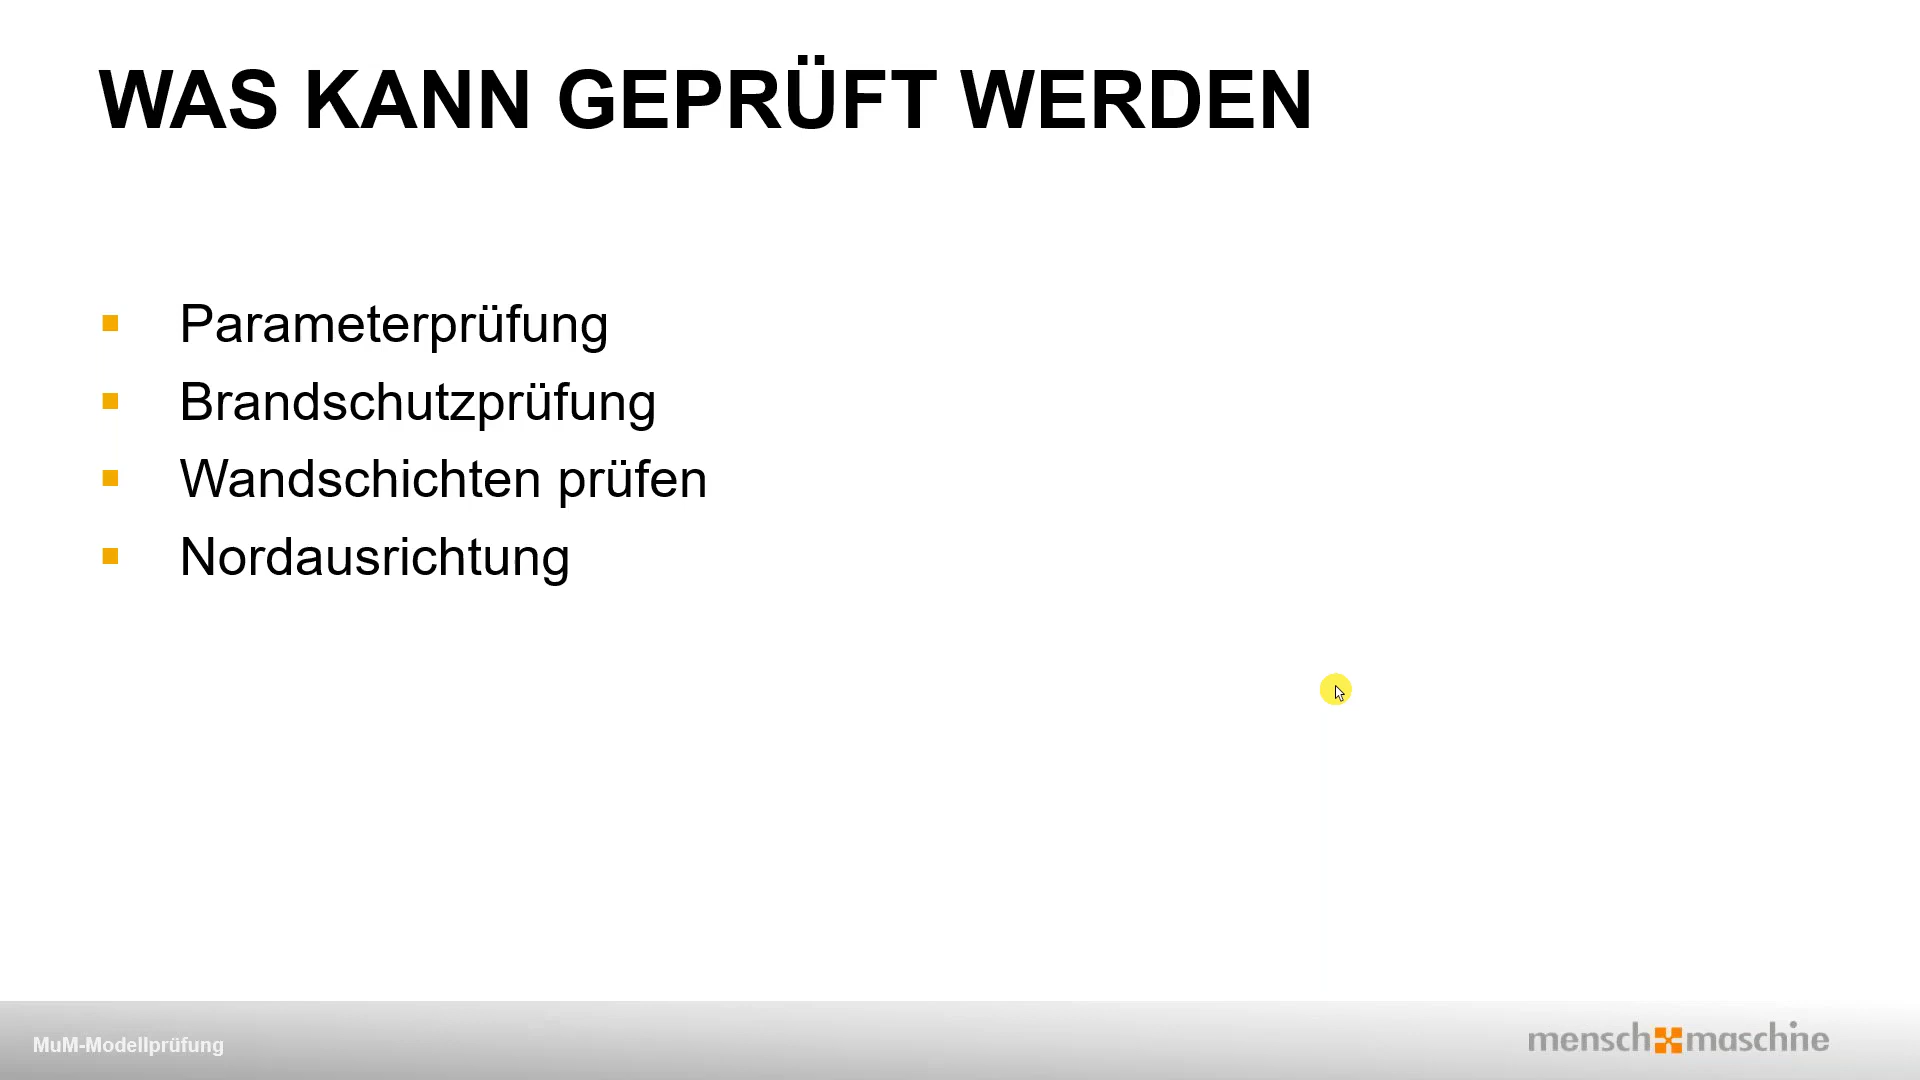 WAS KANN GEPRÜFT WERDEN
Parameterprüfung
Brandschutzprüfung
Wandschichten prüfen
Nordausrichtung
MuM-Modellprüfung
mensch maschine